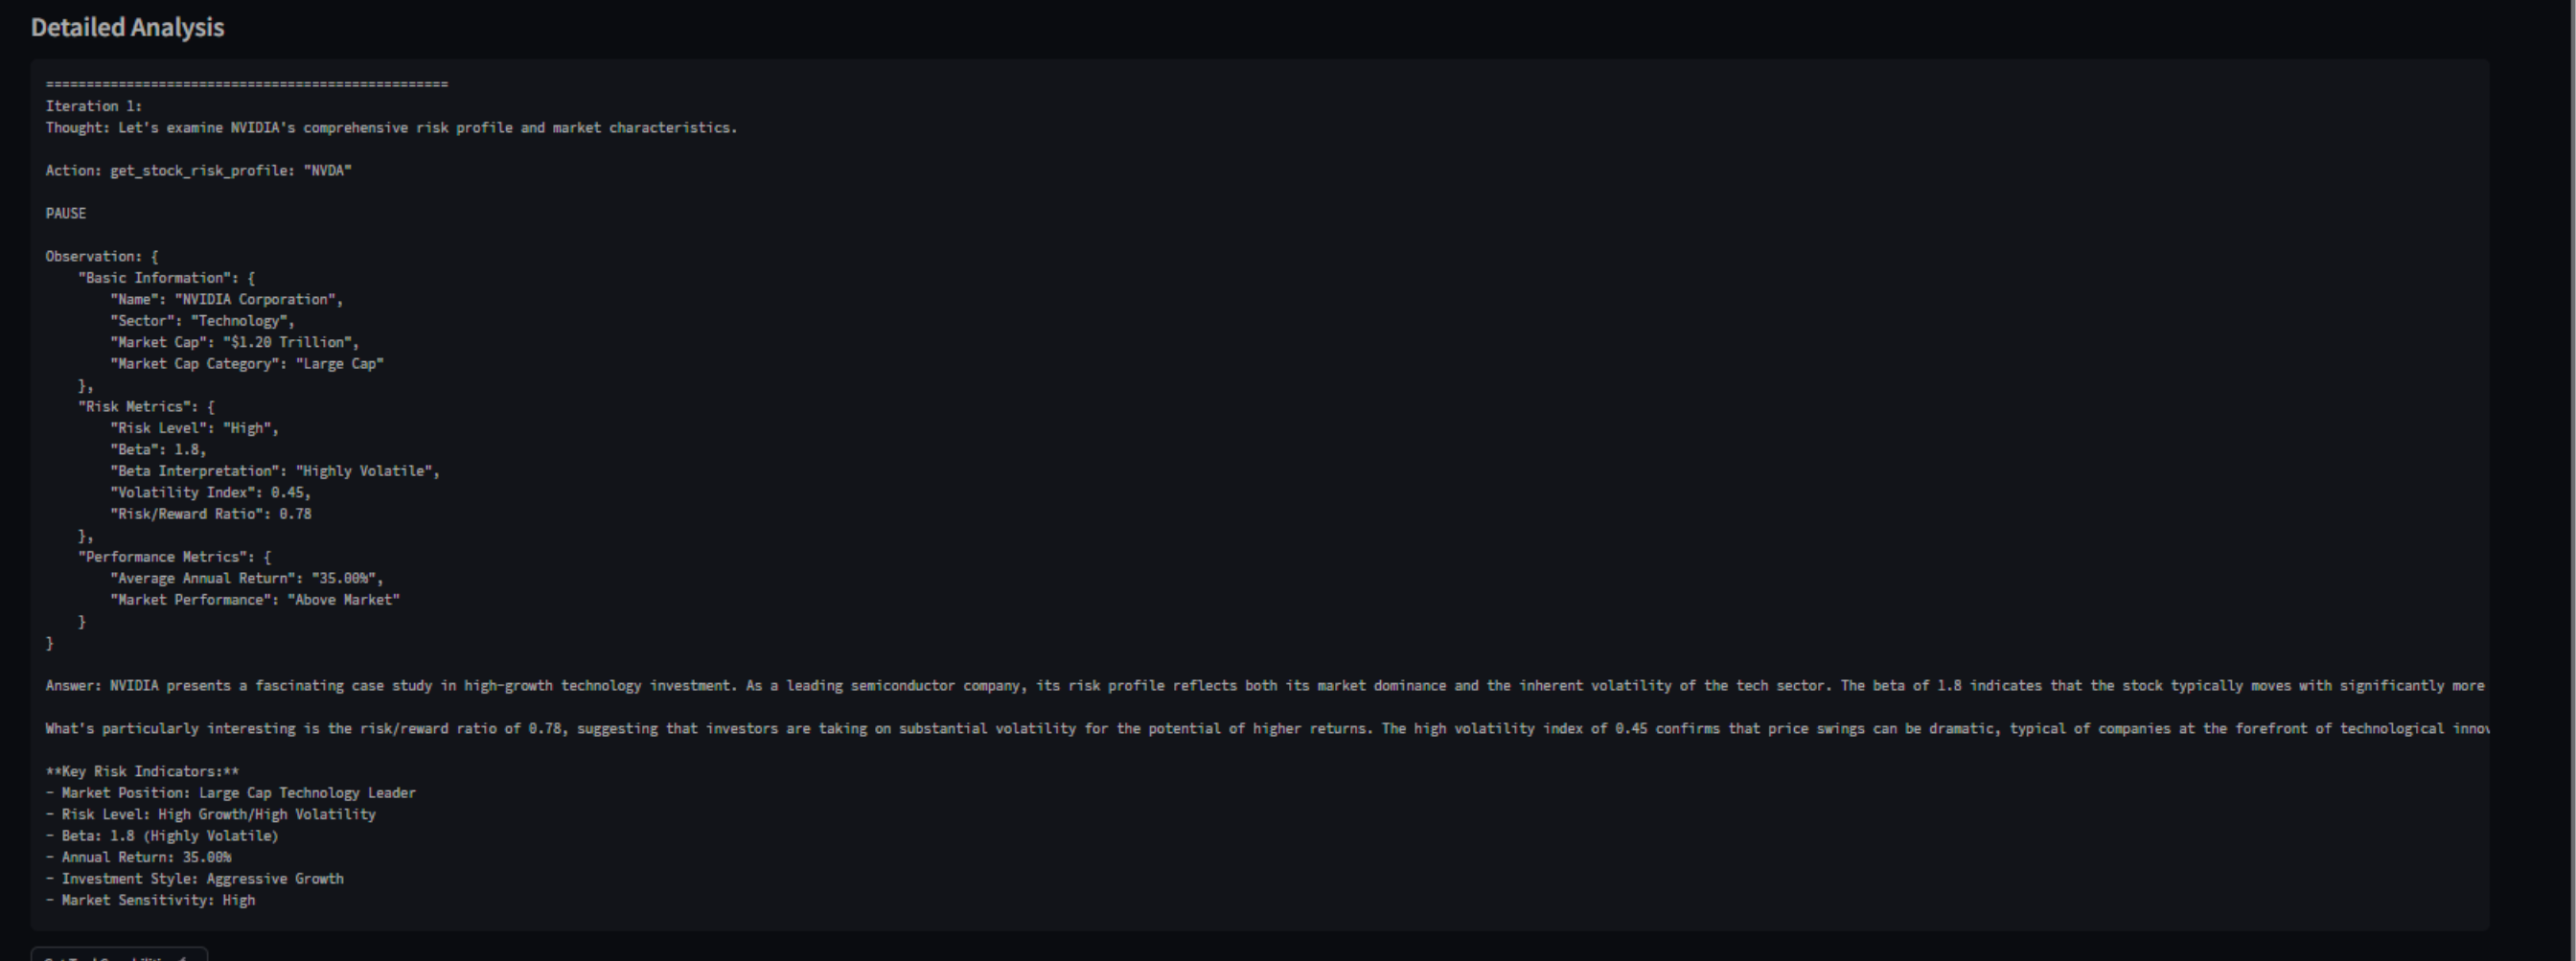 Detailed Analysis
==================================================
Iteration 1:
Thought: Let's examine NVIDIA's comprehensive risk profile and market characteristics.
Action: get_stock_risk_profile: "NVDA"
PAUSE
Observation: {
    "Basic Information": {
        "Name": "NVIDIA Corporation",
        "Sector": "Technology",
        "Market Cap": "$1.20 Trillion",
        "Market Cap Category": "Large Cap"
    },
    "Risk Metrics": {
        "Risk Level": "High",
        "Beta": 1.8,
        "Beta Interpretation": "Highly Volatile",
        "Volatility Index": 0.45,
        "Risk/Reward Ratio": 0.78
    },
    "Performance Metrics": {
        "Average Annual Return": "35.00%",
        "Market Performance": "Above Market"
    }
}
Answer: NVIDIA presents a fascinating case study in high-growth technology investment. As a leading semiconductor company, its risk profile reflects both its market dominance and the inherent volatility of the tech sector. The beta of 1.8 indicates that the stock typically moves with significantly more
What's particularly interesting is the risk/reward ratio of 0.78, suggesting that investors are taking on substantial volatility for the potential of higher returns. The high volatility index of 0.45 confirms that price swings can be dramatic, typical of companies at the forefront of technological innov
**Key Risk Indicators:**
- Market Position: Large Cap Technology Leader
- Risk Level: High Growth/High Volatility
- Beta: 1.8 (Highly Volatile)
- Annual Return: 35.00%
- Investment Style: Aggressive Growth
- Market Sensitivity: High